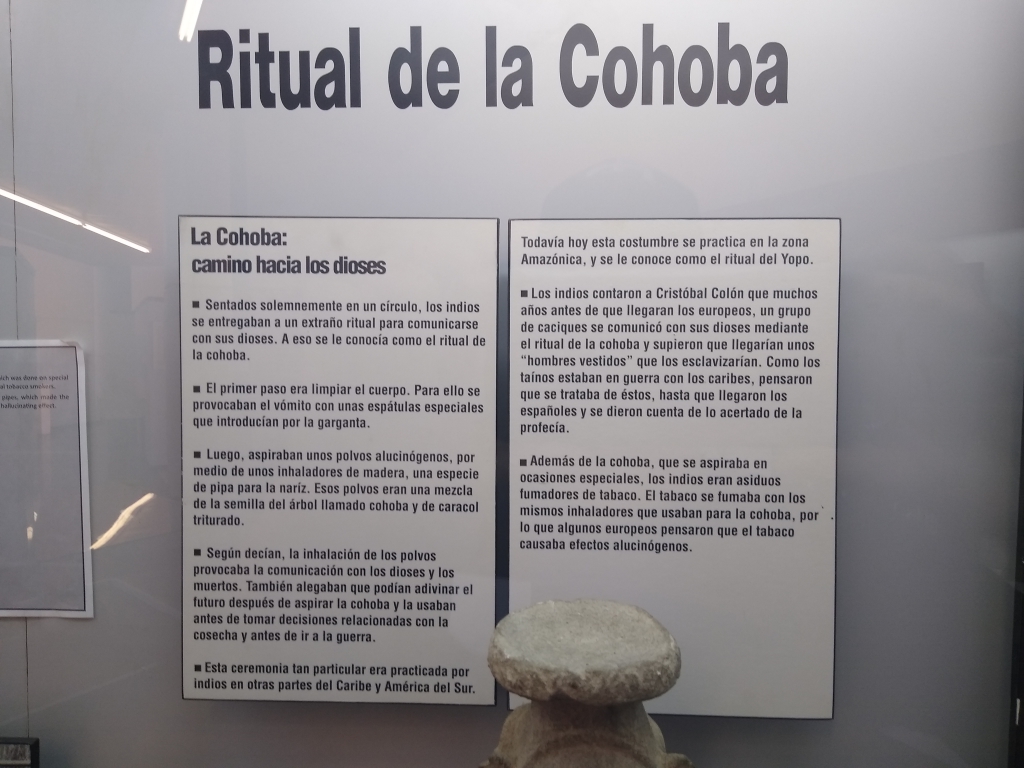 Ritual de la Cohoba
La Cohoba:
camino hacia los dioses
■ Sentados solemnemente en un círculo, los indios
se entregaban a un extraño ritual para comunicarse
con sus dioses. A eso se le conocía como el ritual de
la cohoba.
■ El primer paso era limpiar el cuerpo. Para ello se
provocaban el vómito con unas espátulas especiales
que introducían por la garganta.
■ Luego, aspiraban unos polvos alucinógenos, por
medio de unos inhaladores de madera, una especie
de pipa para la naríz. Esos polvos eran una mezcla
de la semilla del árbol llamado cohoba y de caracol
triturado.
■ Según decían, la inhalación de los polvos
provocaba la comunicación con los dioses y los
muertos. También alegaban que podían adivinar el
futuro después de aspirar la cohoba y la usaban
antes de tomar decisiones relacionadas con la
cosecha y antes de ir a la guerra.
■ Esta ceremonia tan particular era practicada por
indios en otras partes del Caribe y América del Sur.
Todavía hoy esta costumbre se practica en la zona
Amazónica, y se le conoce como el ritual del Yopo.
■ Los indios contaron a Cristóbal Colón que muchos
años antes de que llegaran los europeos, un grupo
de caciques se comunicó con sus dioses mediante
el ritual de la cohoba y supieron que llegarían unos
"hombres vestidos" que los esclavizarían. Como los
taínos estaban en guerra con los caribes, pensaron
que se trataba de éstos, hasta que llegaron los
españoles y se dieron cuenta de lo acertado de la
profecía.
■ Además de la cohoba, que se aspiraba en
ocasiones especiales, los indios eran asiduos
fumadores de tabaco. El tabaco se fumaba con los
mismos inhaladores que usaban para la cohoba, por
lo que algunos europeos pensaron que el tabaco
causaba efectos alucinógenos.
which was done on special
tobacco smokers.
pipes, which made the
hallucinating effect.